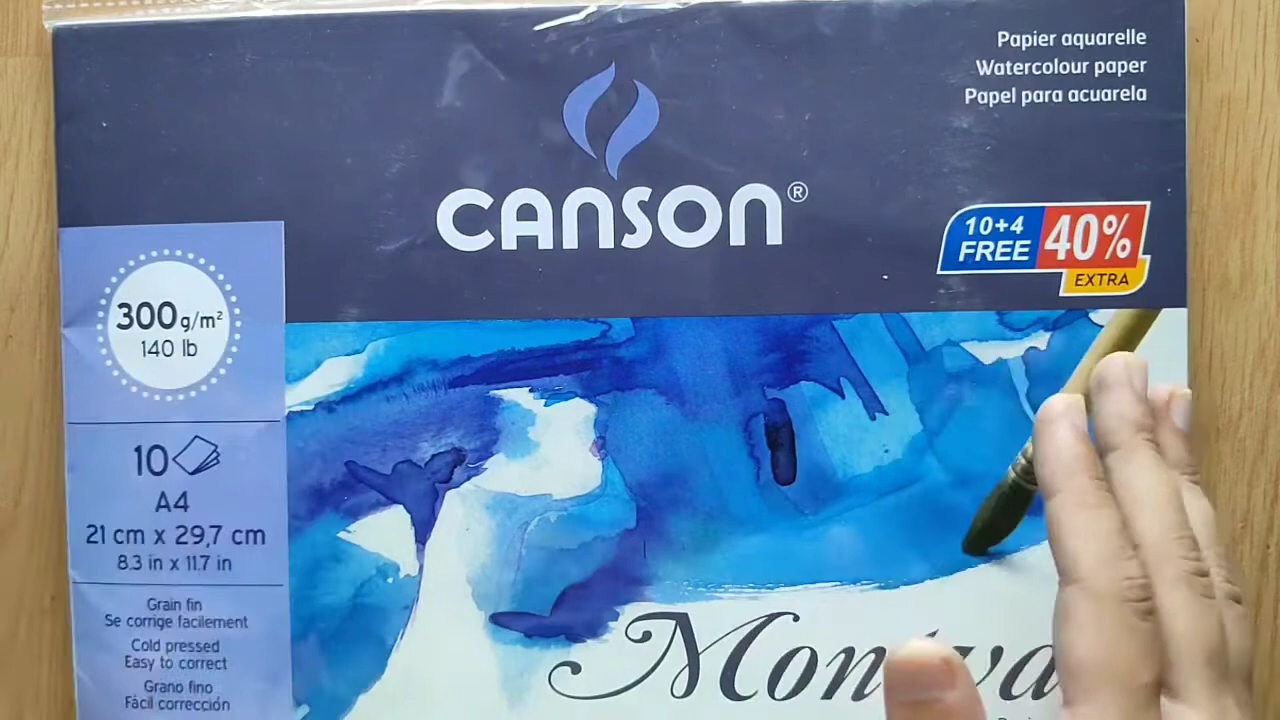 Papier aquarelle
Watercolour paper
Papel para acuarela
CANSON®
10+4
FREE
40%
EXTRA
300 g/m²
140 lb
10
A4
21 cm x 29,7 cm
8.3 in x 11.7 in
Grain fin
Se corrige facilement
Cold pressed
Easy to correct
Grano fino
Fácil corrección